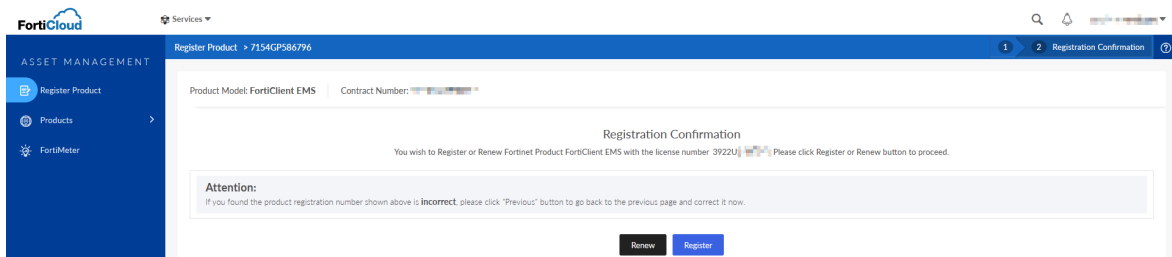 FortiCloud
Services
ASSET MANAGEMENT
Register Product
Products
FortiMeter
Register Product > 7154GP586796
1
2 Registration Confirmation
Product Model: FortiClient EMS
Contract Number:
Registration Confirmation
You wish to Register or Renew Fortinet Product FortiClient EMS with the license number 3922U Please click Register or Renew button to proceed.
Attention:
If you found the product registration number shown above is incorrect, please click "Previous" button to go back to the previous page and correct it now.
Renew
Register